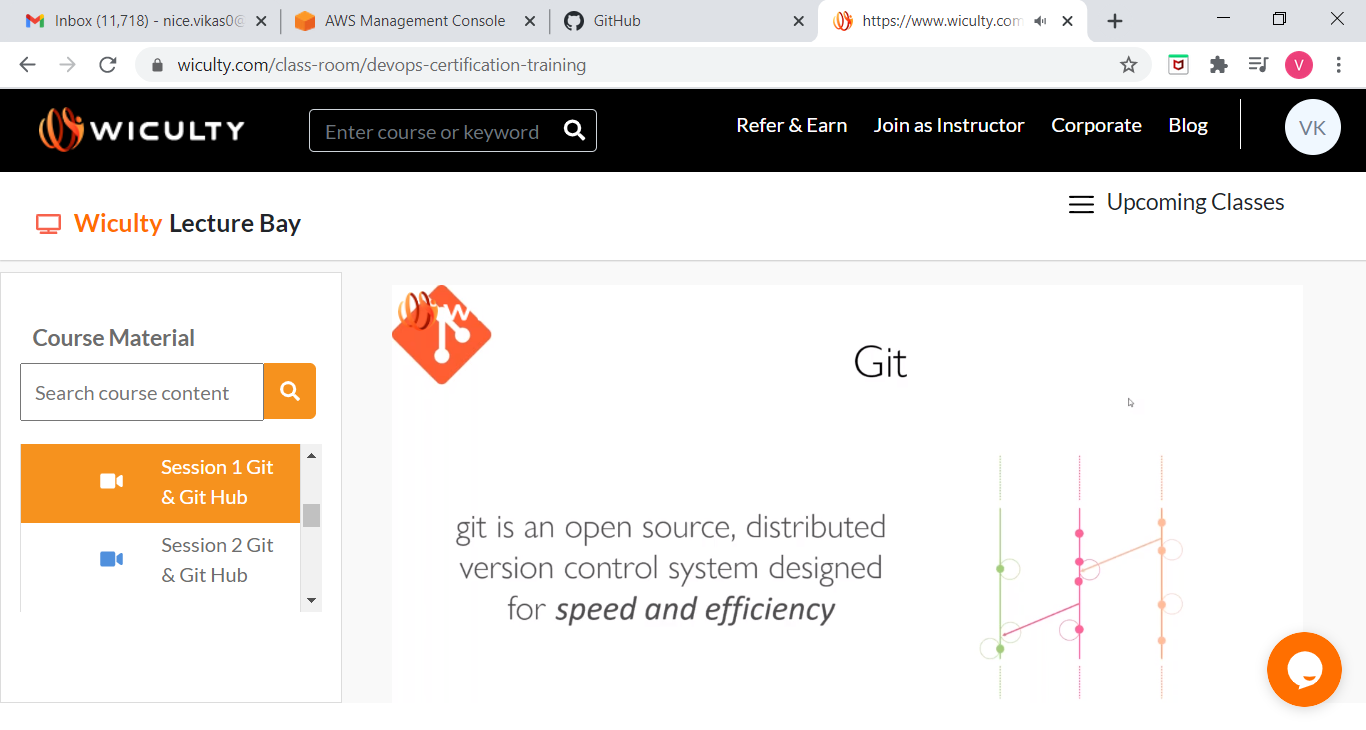 Inbox (11,718) - nice.vikas0@
AWS Management Console
GitHub
https://www.wiculty.com
wiculty.com/class-room/devops-certification-training
V
WICULTY
Enter course or keyword
Refer & Earn
Join as Instructor
Corporate
Blog
VK
Wiculty Lecture Bay
Upcoming Classes
Course Material
Search course content
Session 1 Git
& Git Hub
Session 2 Git
& Git Hub
Git
git is an open source, distributed
version control system designed
for speed and efficiency